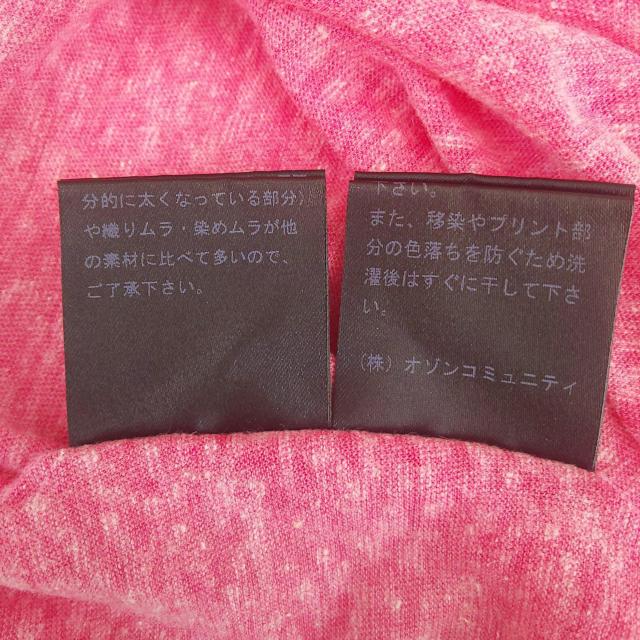 分的に太くなっている部分）
や織りムラ・染めムラが他
の素材に比べて多いので、
ご了承下さい。
下さい。
また、移染やプリント部
分の色落ちを防ぐため洗
濯後はすぐに干して下さ
い。
（株）オゾンコミュニティ